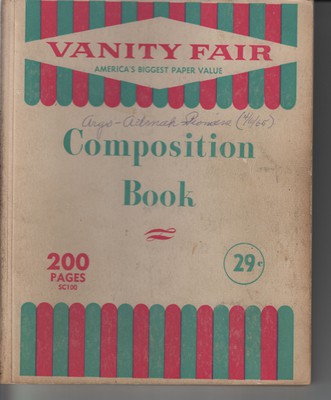 VANITY FAIR
AMERICA'S BIGGEST PAPER VALUE
Composition
Book
200
PAGES
SC100
29¢